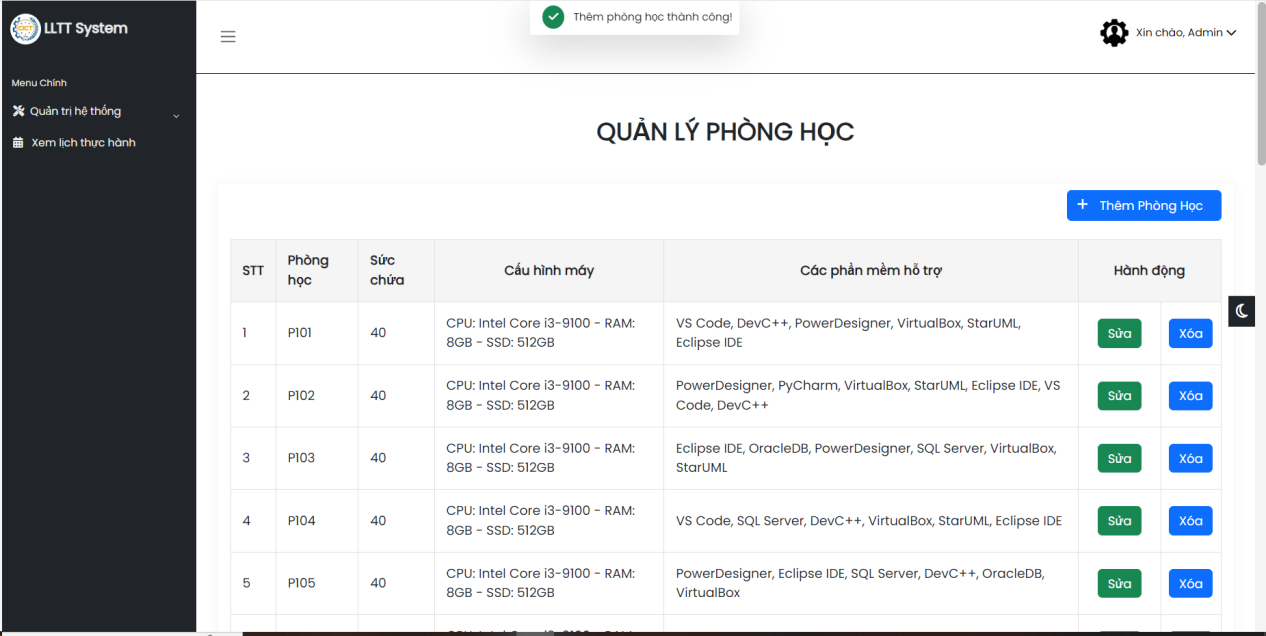 CICT
LLTT System
Thêm phòng học thành công!
Xin chào, Admin
Menu Chính
Quản trị hệ thống
Xem lịch thực hành
QUẢN LÝ PHÒNG HỌC
+ Thêm Phòng Học
STT
Phòng
học
Sức
chứa
Cấu hình máy
Các phần mềm hỗ trợ
Hành động
1
P101
40
CPU: Intel Core i3-9100 - RAM:
8GB - SSD: 512GB
VS Code, DevC++, PowerDesigner, VirtualBox, StarUML,
Eclipse IDE
Sửa
Xóa
2
P102
40
CPU: Intel Core i3-9100 - RAM:
8GB - SSD: 512GB
PowerDesigner, PyCharm, VirtualBox, StarUML, Eclipse IDE, VS
Code, DevC++
Sửa
Xóa
3
P103
40
CPU: Intel Core i3-9100 - RAM:
8GB - SSD: 512GB
Eclipse IDE, OracleDB, PowerDesigner, SQL Server, VirtualBox,
StarUML
Sửa
Xóa
4
P104
40
CPU: Intel Core i3-9100 - RAM:
8GB - SSD: 512GB
VS Code, SQL Server, DevC++, VirtualBox, StarUML, Eclipse IDE
Sửa
Xóa
5
P105
40
CPU: Intel Core i3-9100 - RAM:
8GB - SSD: 512GB
PowerDesigner, Eclipse IDE, SQL Server, DevC++, OracleDB,
VirtualBox
Sửa
Xóa